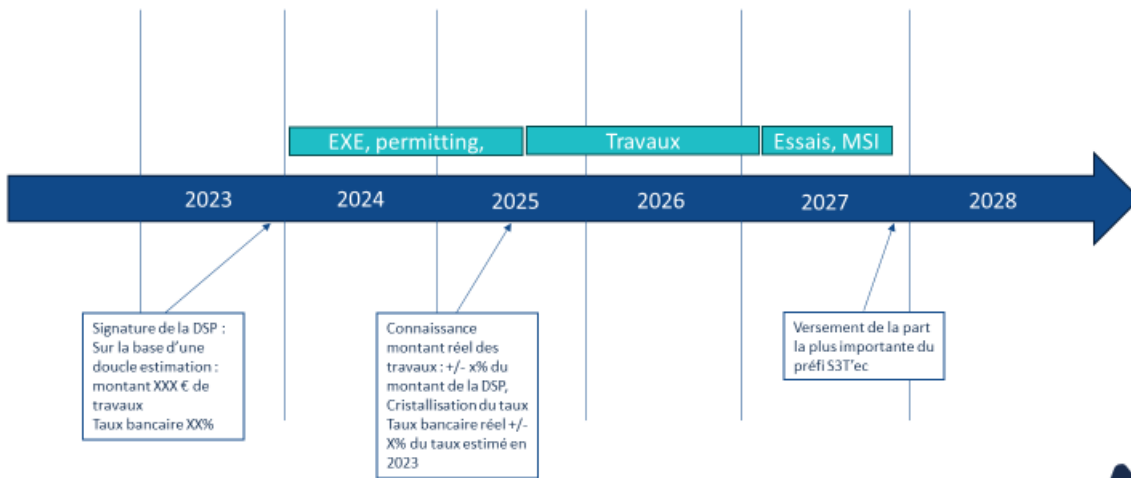 EXE, permitting,
Travaux
Essais, MSI
2023
2024
2025
2026
2027
2028
Signature de la DSP :
Sur la base d'une
doucle estimation :
montant XXX € de
travaux
Taux bancaire XX%
Connaissance
montant réel des
travaux : +/- x% du
montant de la DSP,
Cristallisation du taux
Taux bancaire réel +/-
X% du taux estimé en
2023
Versement de la part
la plus importante du
préfi S3T'ec